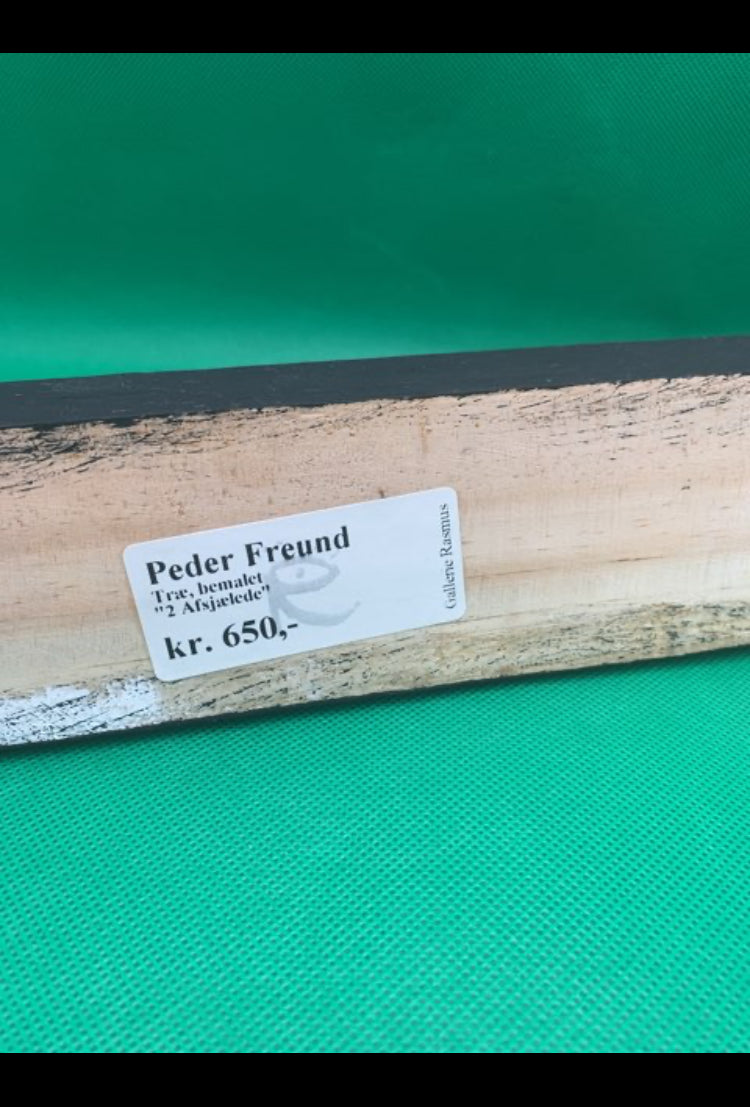 Peder Freund
Træ, bemalet
"2 Afsjælede"
kr. 650,-
Gallerie Rasmus